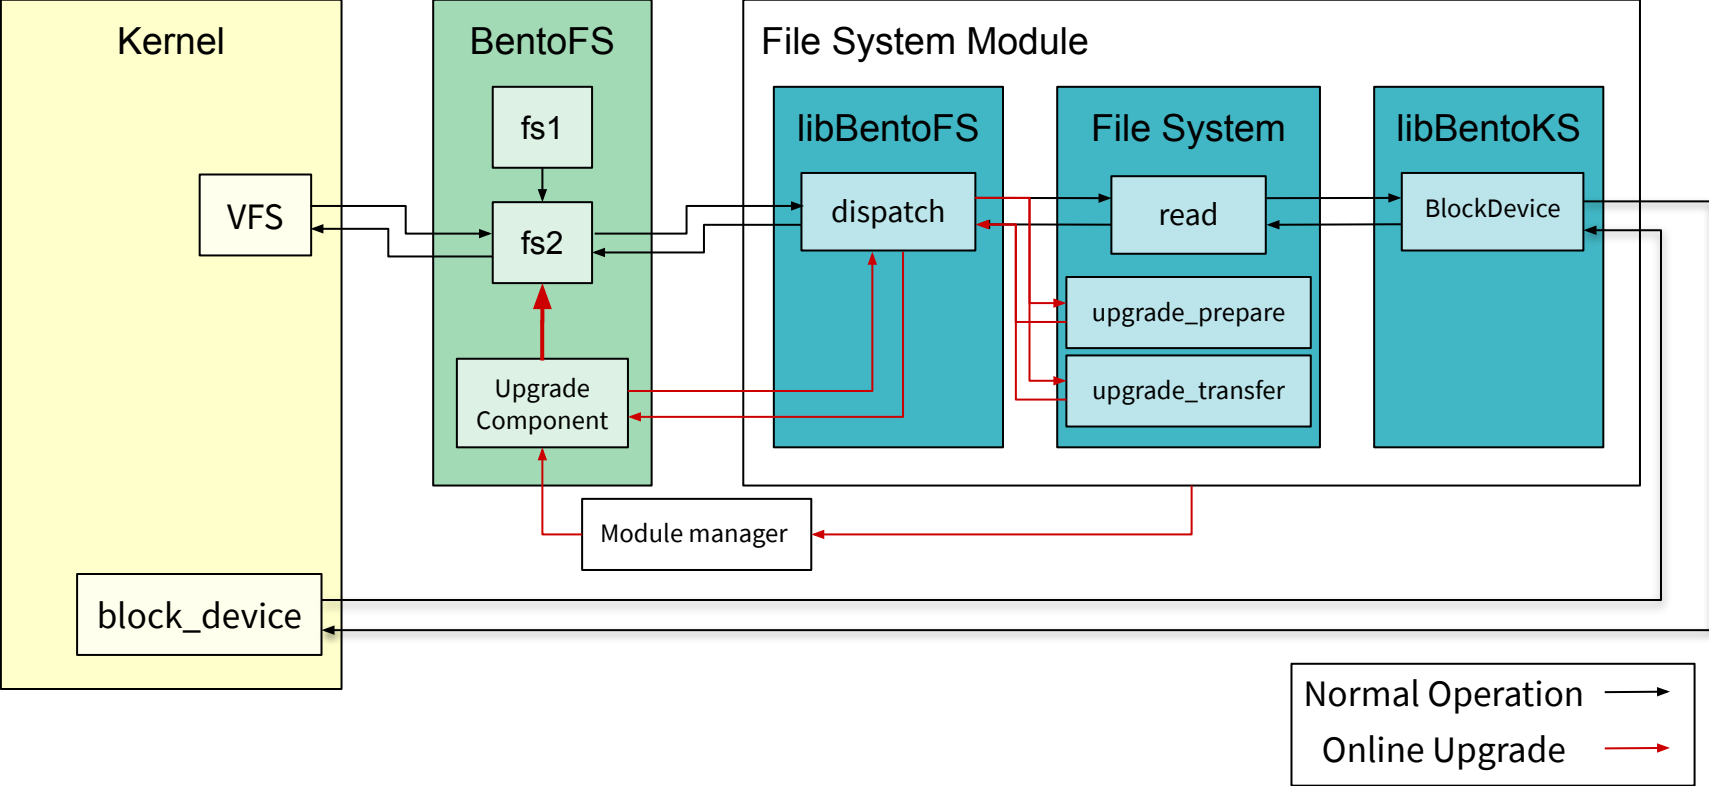 Kernel
BentoFS
File System Module
fs1
libBentoFS
File System
libBentoKS
VFS
fs2
dispatch
read
BlockDevice
upgrade_prepare
Upgrade
Component
upgrade_transfer
Module manager
block_device
Normal Operation
Online Upgrade